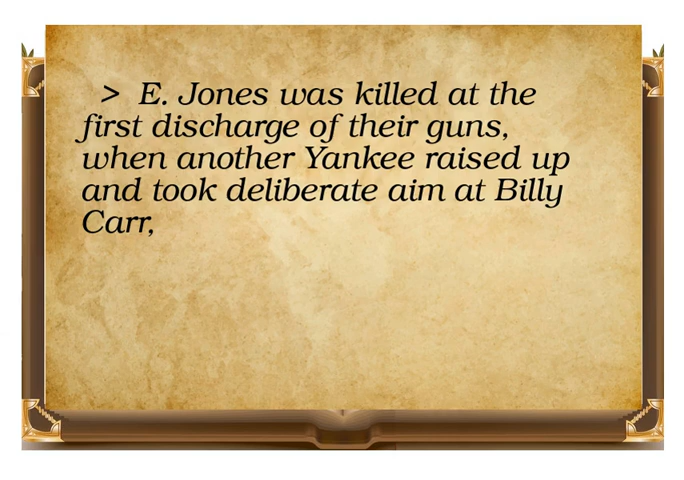 > E. Jones was killed at the
first discharge of their guns,
when another Yankee raised up
and took deliberate aim at Billy
Carr,